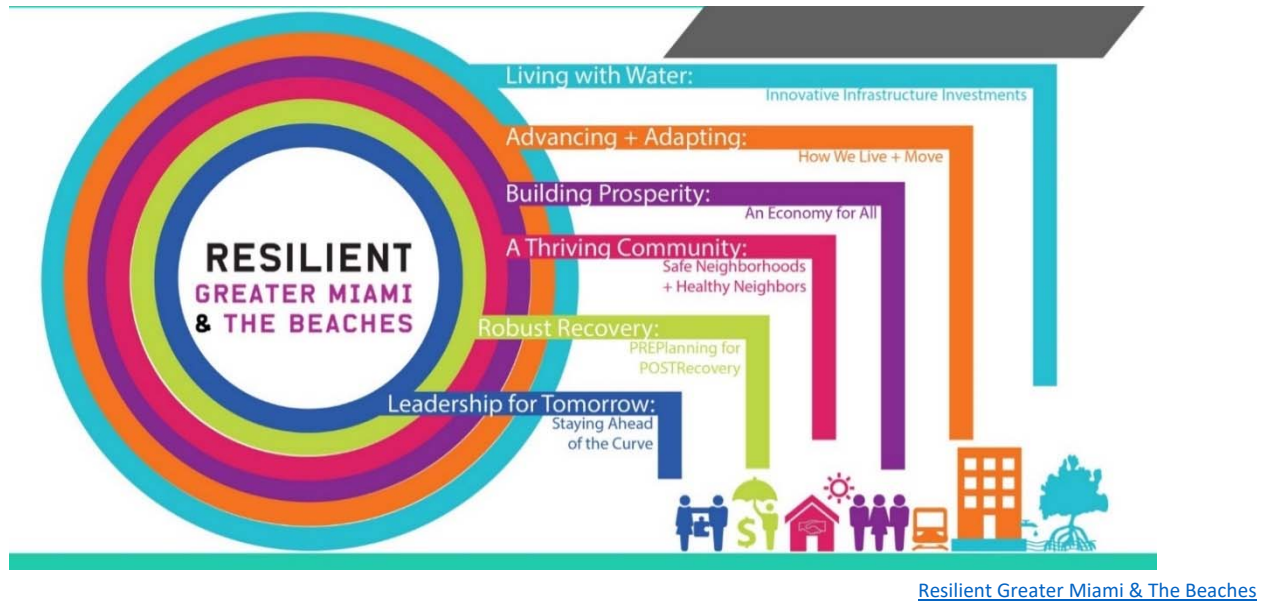 RESILIENT
GREATER MIAMI
& THE BEACHES
Living with Water:
Innovative Infrastructure Investments
Advancing + Adapting:
How We Live + Move
Building Prosperity:
An Economy for All
A Thriving Community:
Safe Neighborhoods
+ Healthy Neighbors
Robust Recovery:
PREPlanning for
POSTRecovery
Leadership for Tomorrow:
Staying Ahead
of the Curve
$
Resilient Greater Miami & The Beaches